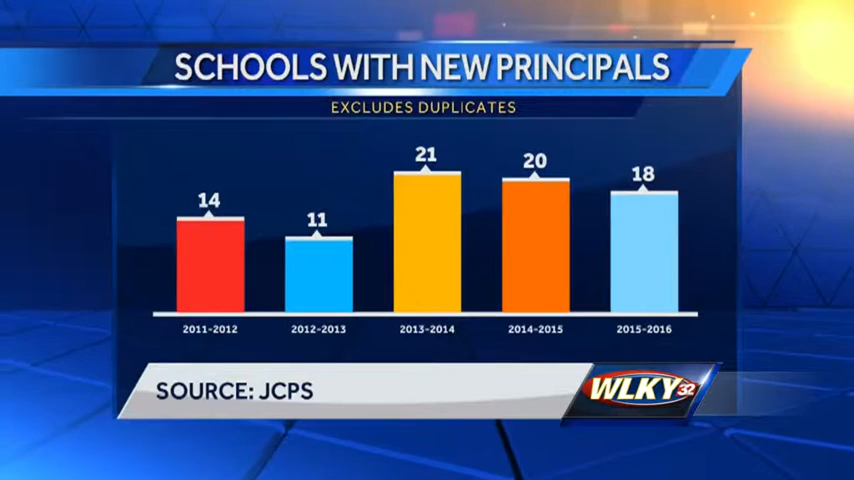 SCHOOLS WITH NEW PRINCIPALS
EXCLUDES DUPLICATES
14
11
21
20
18
2011-2012
2012-2013
2013-2014
2014-2015
2015-2016
SOURCE: JCPS
WLKY 32